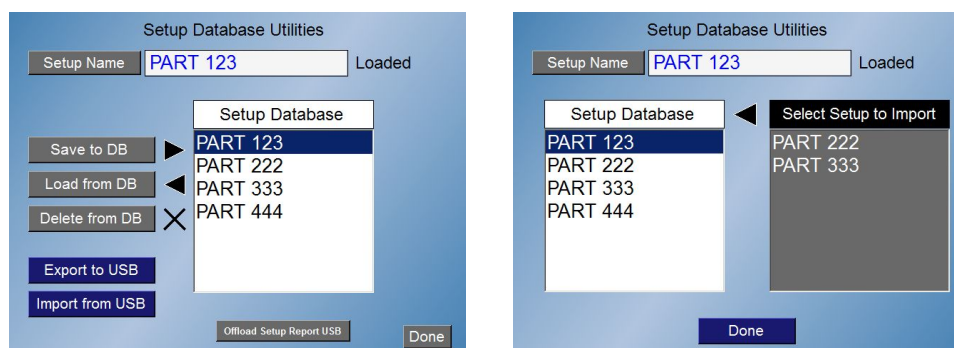 Setup Database Utilities
Setup Name PART 123 Loaded
Setup Database
PART 123
PART 222
PART 333
PART 444
Save to DB
Load from DB
Delete from DB
Export to USB
Import from USB
Offload Setup Report USB
Done
Setup Database Utilities
Setup Name PART 123 Loaded
Setup Database
PART 123
PART 222
PART 333
PART 444
Select Setup to Import
PART 222
PART 333
Done